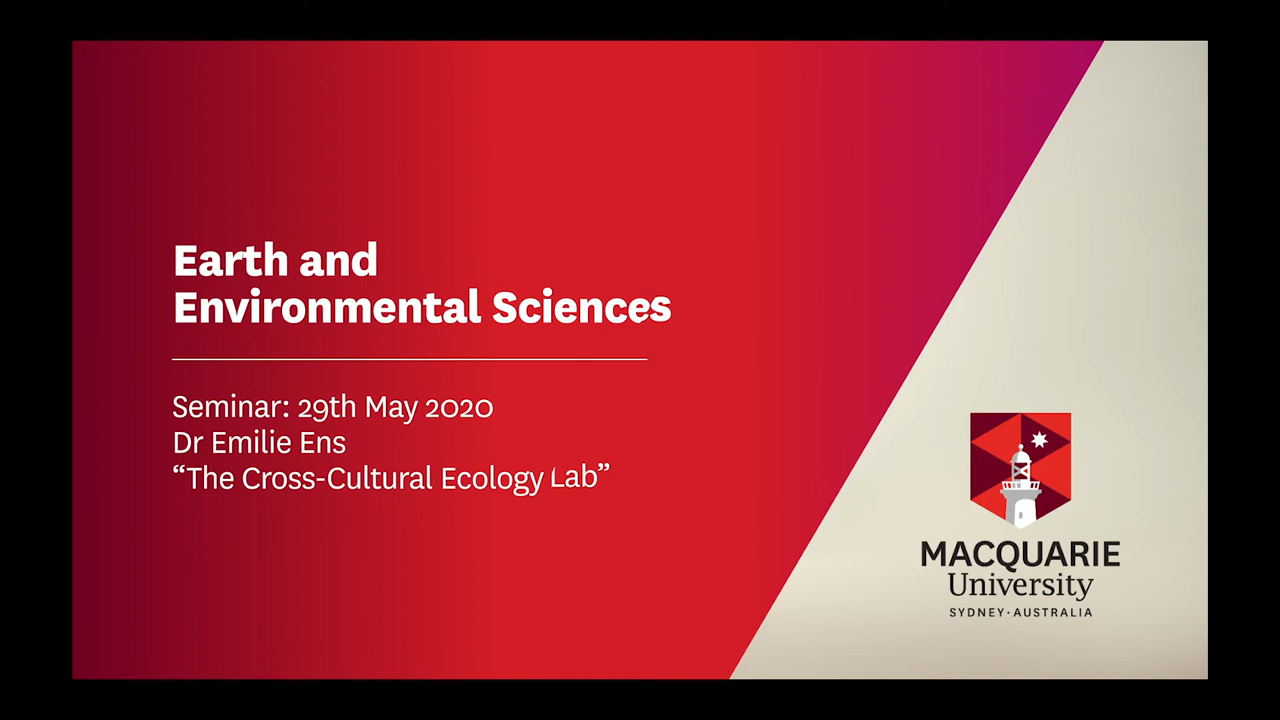 Earth and
Environmental Sciences
Seminar: 29th May 2020
Dr Emilie Ens
“The Cross-Cultural Ecology Lab”
MACQUARIE
University
SYDNEY·AUSTRALIA